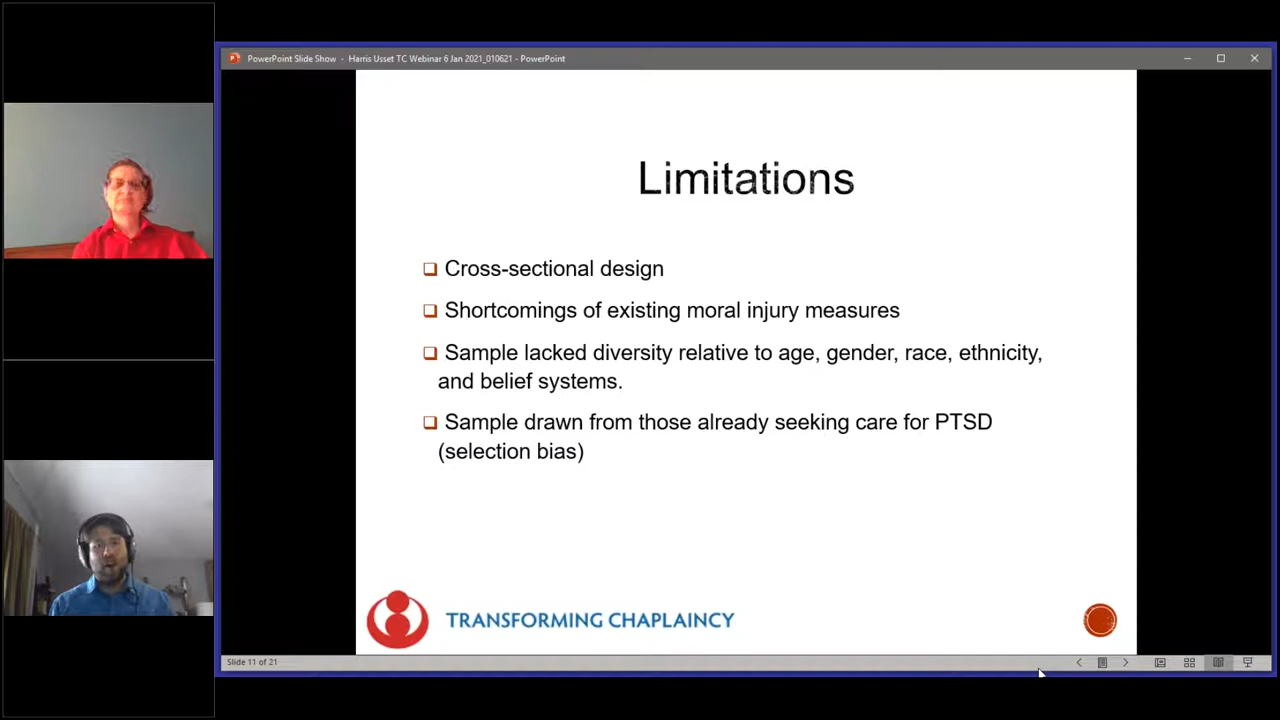 PowerPoint Slide Show - Harris Usset TC Webinar 6 Jan 2021_010621 - PowerPoint
Limitations
Cross-sectional design
Shortcomings of existing moral injury measures
Sample lacked diversity relative to age, gender, race, ethnicity,
and belief systems.
Sample drawn from those already seeking care for PTSD
(selection bias)
TRANSFORMING CHAPLAINCY
Slide 11 of 21